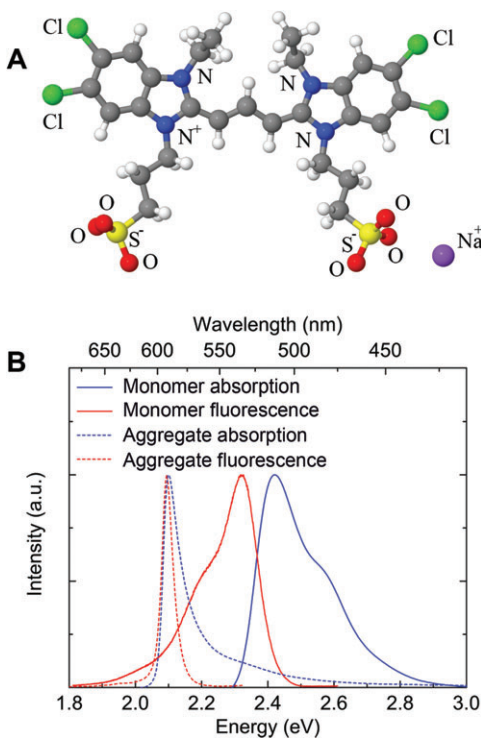 A
Cl
Cl
N
N
Cl
Cl
N+
N
O
O
S-
O
O
S-
O
O
Na+
B
Wavelength (nm)
650 600 550 500 450
Monomer absorption
Monomer fluorescence
Aggregate absorption
Aggregate fluorescence
Intensity (a.u.)
1.8 2.0 2.2 2.4 2.6 2.8 3.0
Energy (eV)